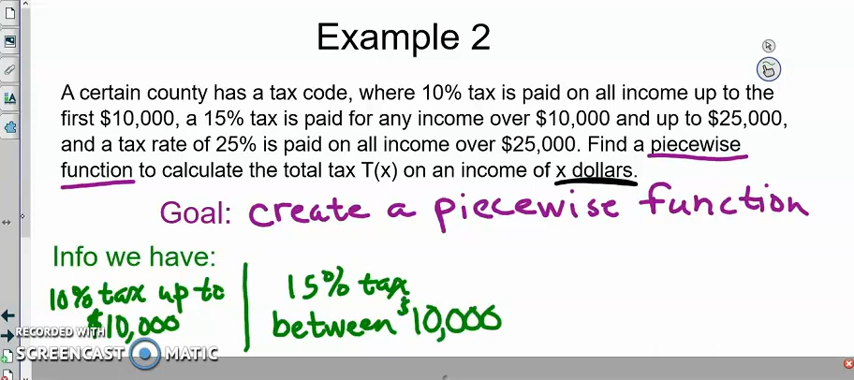 Example 2
A certain county has a tax code, where 10% tax is paid on all income up to the
first $10,000, a 15% tax is paid for any income over $10,000 and up to $25,000,
and a tax rate of 25% is paid on all income over $25,000. Find a piecewise
function to calculate the total tax T(x) on an income of x dollars.
Goal: create a piecewise function
Info we have:
10% tax up to
$10,000
15% tax
between $10,000
RECORDED WITH
SCREENCAST MATIC